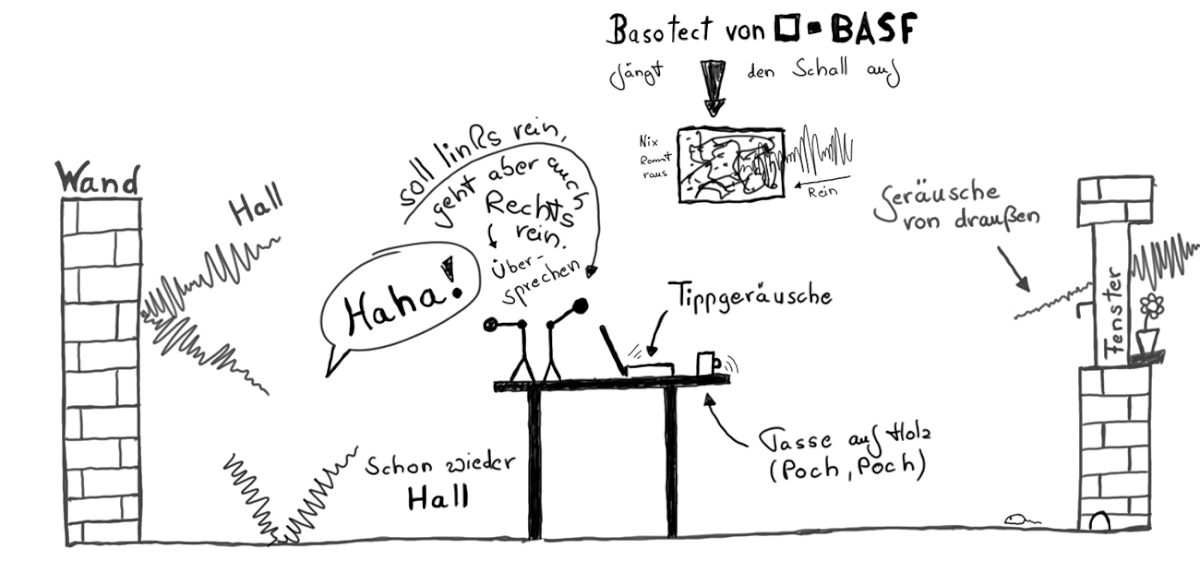 Basotect von BASF
fängt den Schall auf
Nix
kommt
raus
Rein
soll links rein,
geht aber auch
Rechts
rein.
Über-
sprechen
Wand
Hall
Haha!
Geräusche
von draußen
Tippgeräusche
Fenster
Tasse auf Holz
(Poch, Poch)
Schon wieder
Hall